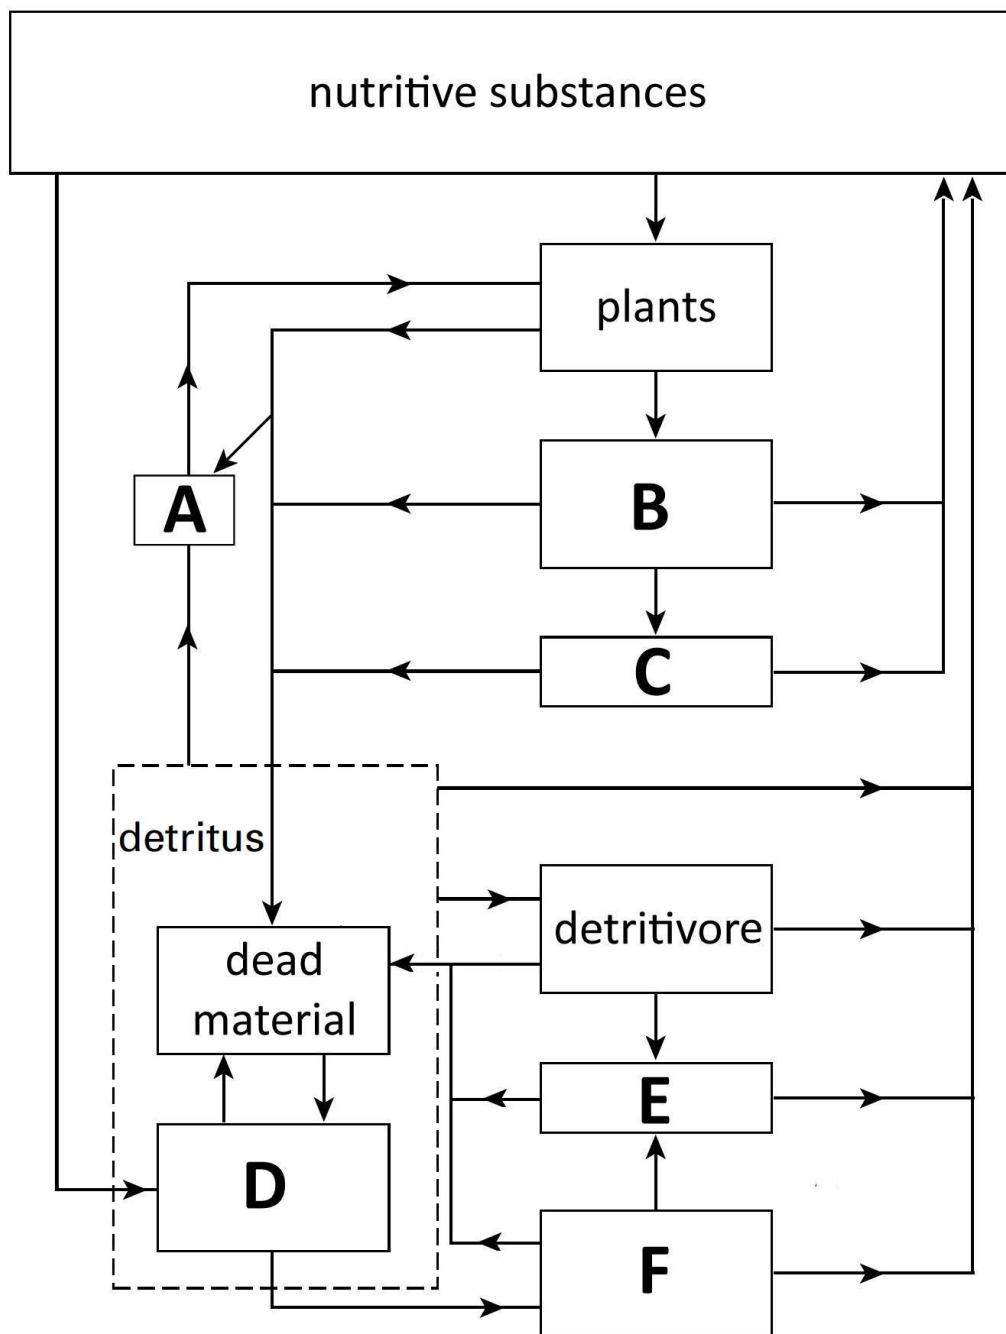 nutritive substances
plants
A
B
C
detritus
detritivore
dead
material
E
D
F